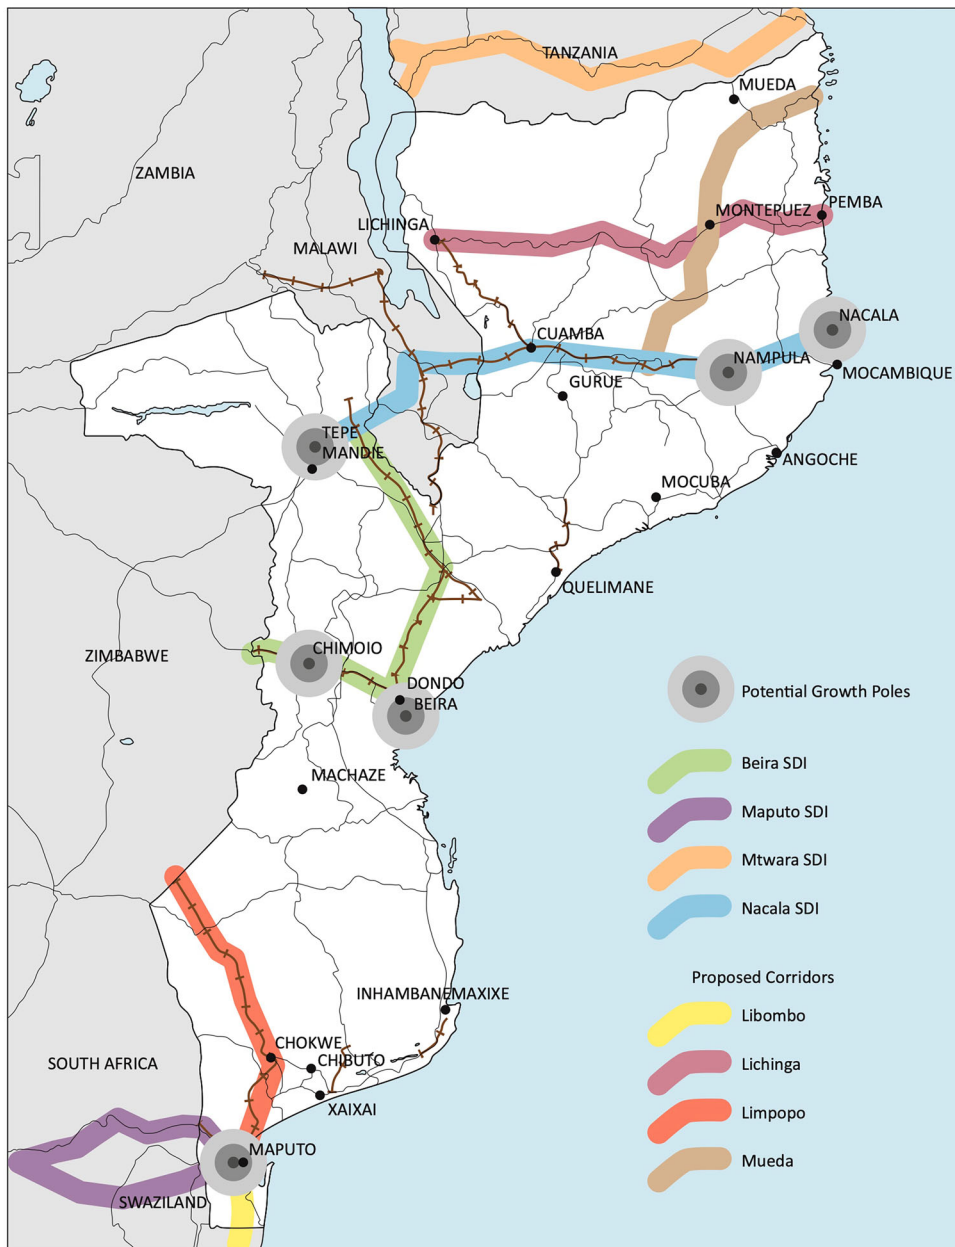 TANZANIA
MUEDA
ZAMBIA
PEMBA
MONTEPUEZ
LICHINGA
MALAWI
NACALA
CUAMBA
NAMPULA
MOCAMBIQUE
GURUE
TEPE
MANDIE
ANGOCHE
MOCUBA
QUELIMANE
CHIMOIO
ZIMBABWE
DONDO
BEIRA
Potential Growth Poles
Beira SDI
MACHAZE
Maputo SDI
Mtwara SDI
Nacala SDI
Proposed Corridors
INHAMBANEMAXIXE
Libombo
CHOKWE
CHIBUTO
SOUTH AFRICA
Lichinga
XAIXAI
Limpopo
MAPUTO
Mueda
SWAZILAND